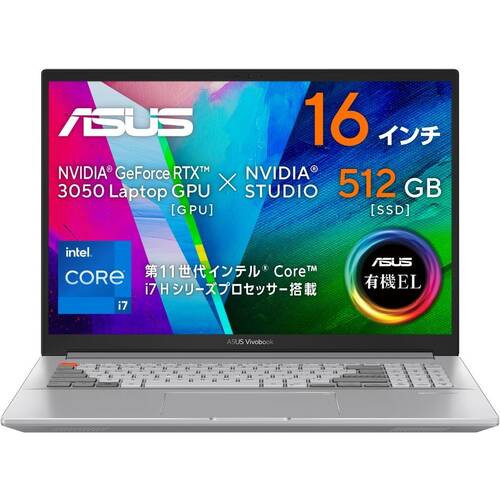 ASUS
16 インチ
NVIDIA® GeForce RTX™
3050 Laptop GPU
[GPU]
×
NVIDIA®
STUDIO
512 GB
[SSD]
intel®
CORE
i7
第11世代インテル® Core™
i7 H シリーズプロセッサー搭載
ASUS
有機EL
ASUS Vivobook